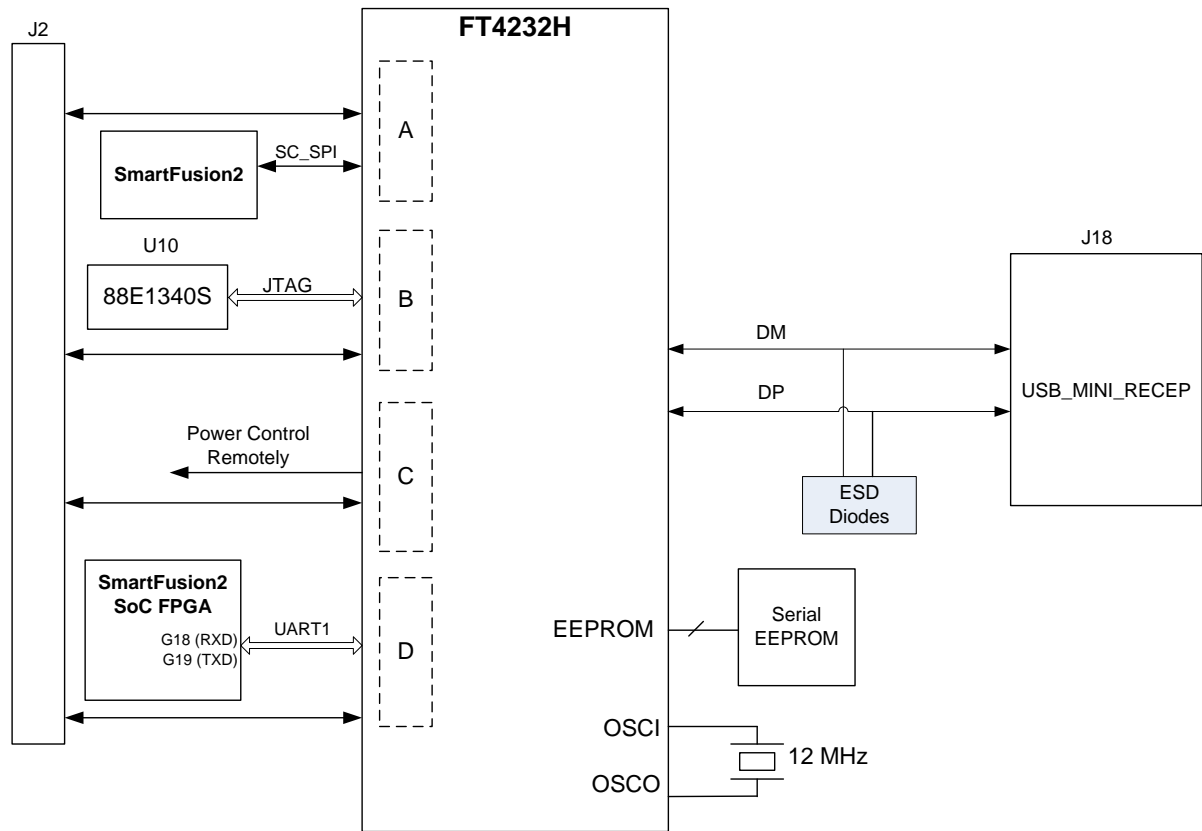 J2
FT4232H
A
SC_SPI
SmartFusion2
U10
88E1340S
JTAG
B
Power Control
Remotely
C
SmartFusion2
SoC FPGA
G18 (RXD)
G19 (TXD)
UART1
D
DM
DP
J18
USB_MINI_RECEP
ESD
Diodes
EEPROM
Serial
EEPROM
OSCI
12 MHz
OSCO